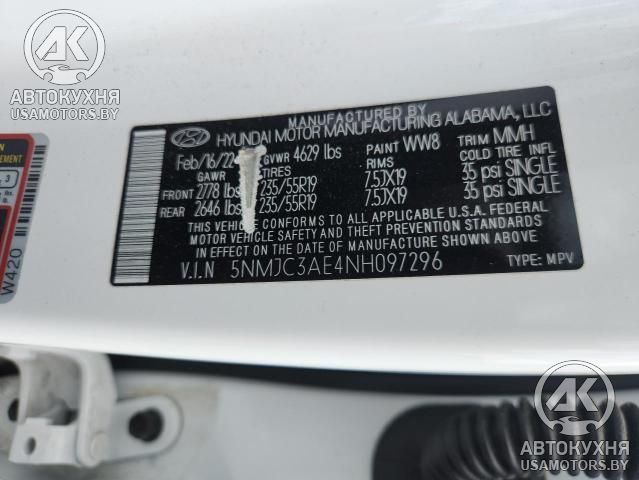 АВТОКУХНЯ
USAMOTORS.BY
MANUFACTURED BY
HYUNDAI MOTOR MANUFACTURING ALABAMA, LLC
Feb/16/22 GVWR 4629 lbs PAINT WW8 TRIM MMH
GAWR TIRES RIMS COLD TIRE INFL
FRONT 2778 lbs 235/55R19 7.5JX19 35 psi SINGLE
REAR 2646 lbs 235/55R19 7.5JX19 35 psi SINGLE
THIS VEHICLE CONFORMS TO ALL APPLICABLE U.S.A. FEDERAL
MOTOR VEHICLE SAFETY AND THEFT PREVENTION STANDARDS
IN EFFECT ON THE DATE OF MANUFACTURE SHOWN ABOVE.
V.I.N 5NMJC3AE4NH097296 TYPE: MPV
3
W420
АК
АВТОКУХНЯ
USAMOTORS.BY